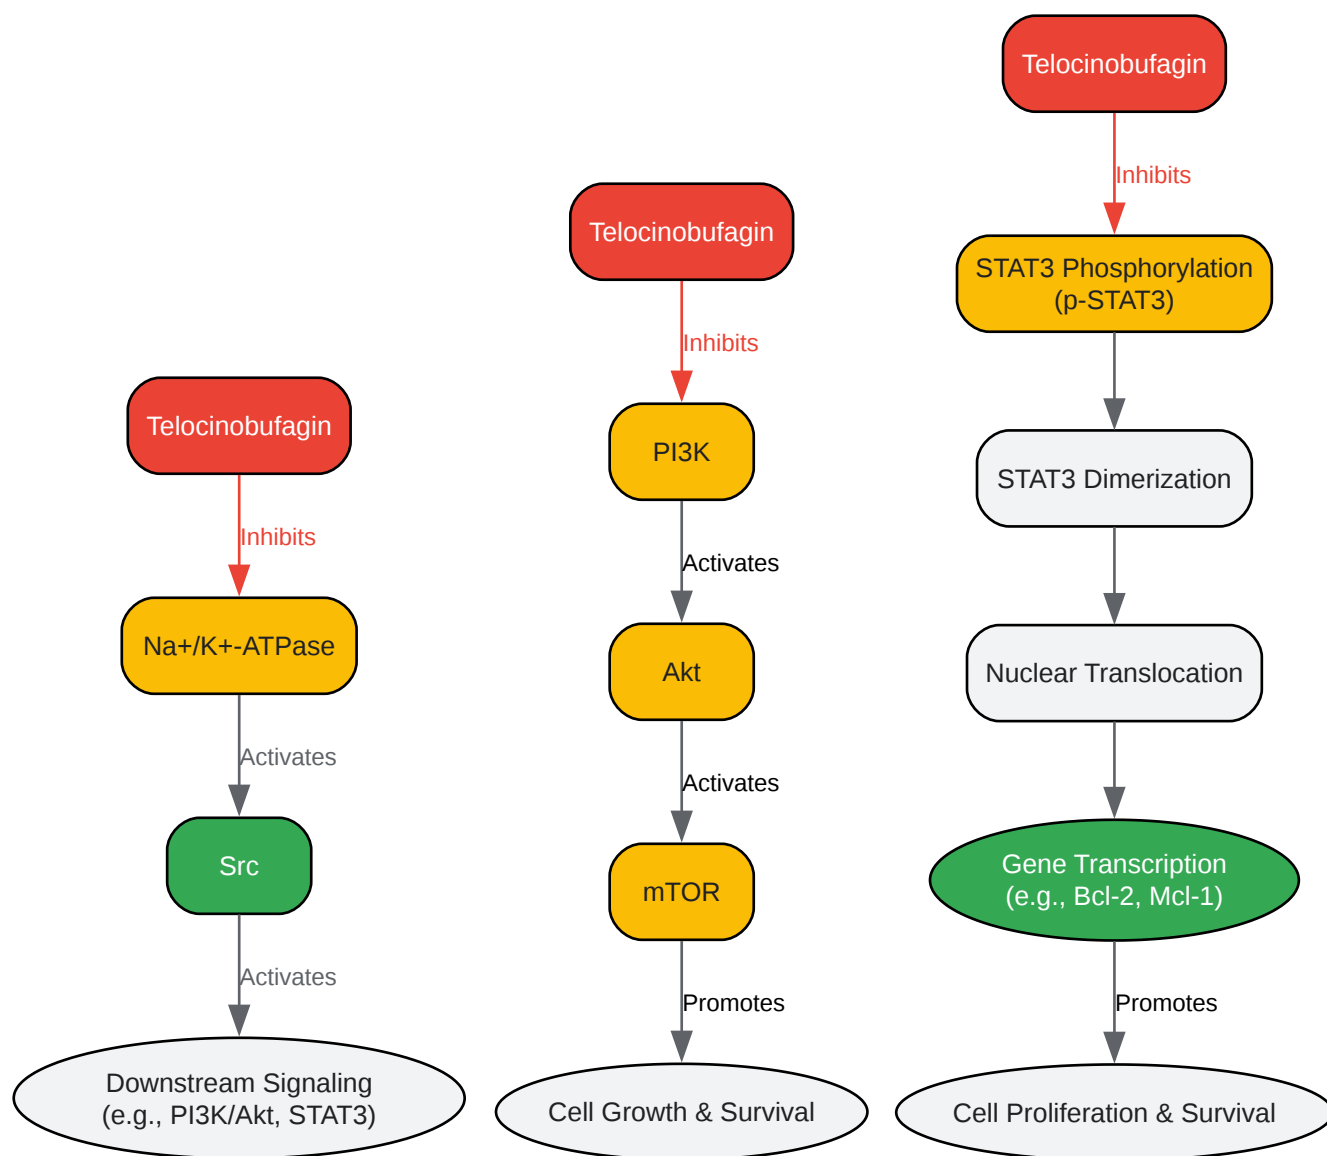 Telocinobufagin
Inhibits
Na+/K+-ATPase
Activates
Src
Activates
Downstream Signaling
(e.g., PI3K/Akt, STAT3)
Telocinobufagin
Inhibits
PI3K
Activates
Akt
Activates
mTOR
Promotes
Cell Growth & Survival
Telocinobufagin
Inhibits
STAT3 Phosphorylation
(p-STAT3)
STAT3 Dimerization
Nuclear Translocation
Gene Transcription
(e.g., Bcl-2, Mcl-1)
Promotes
Cell Proliferation & Survival